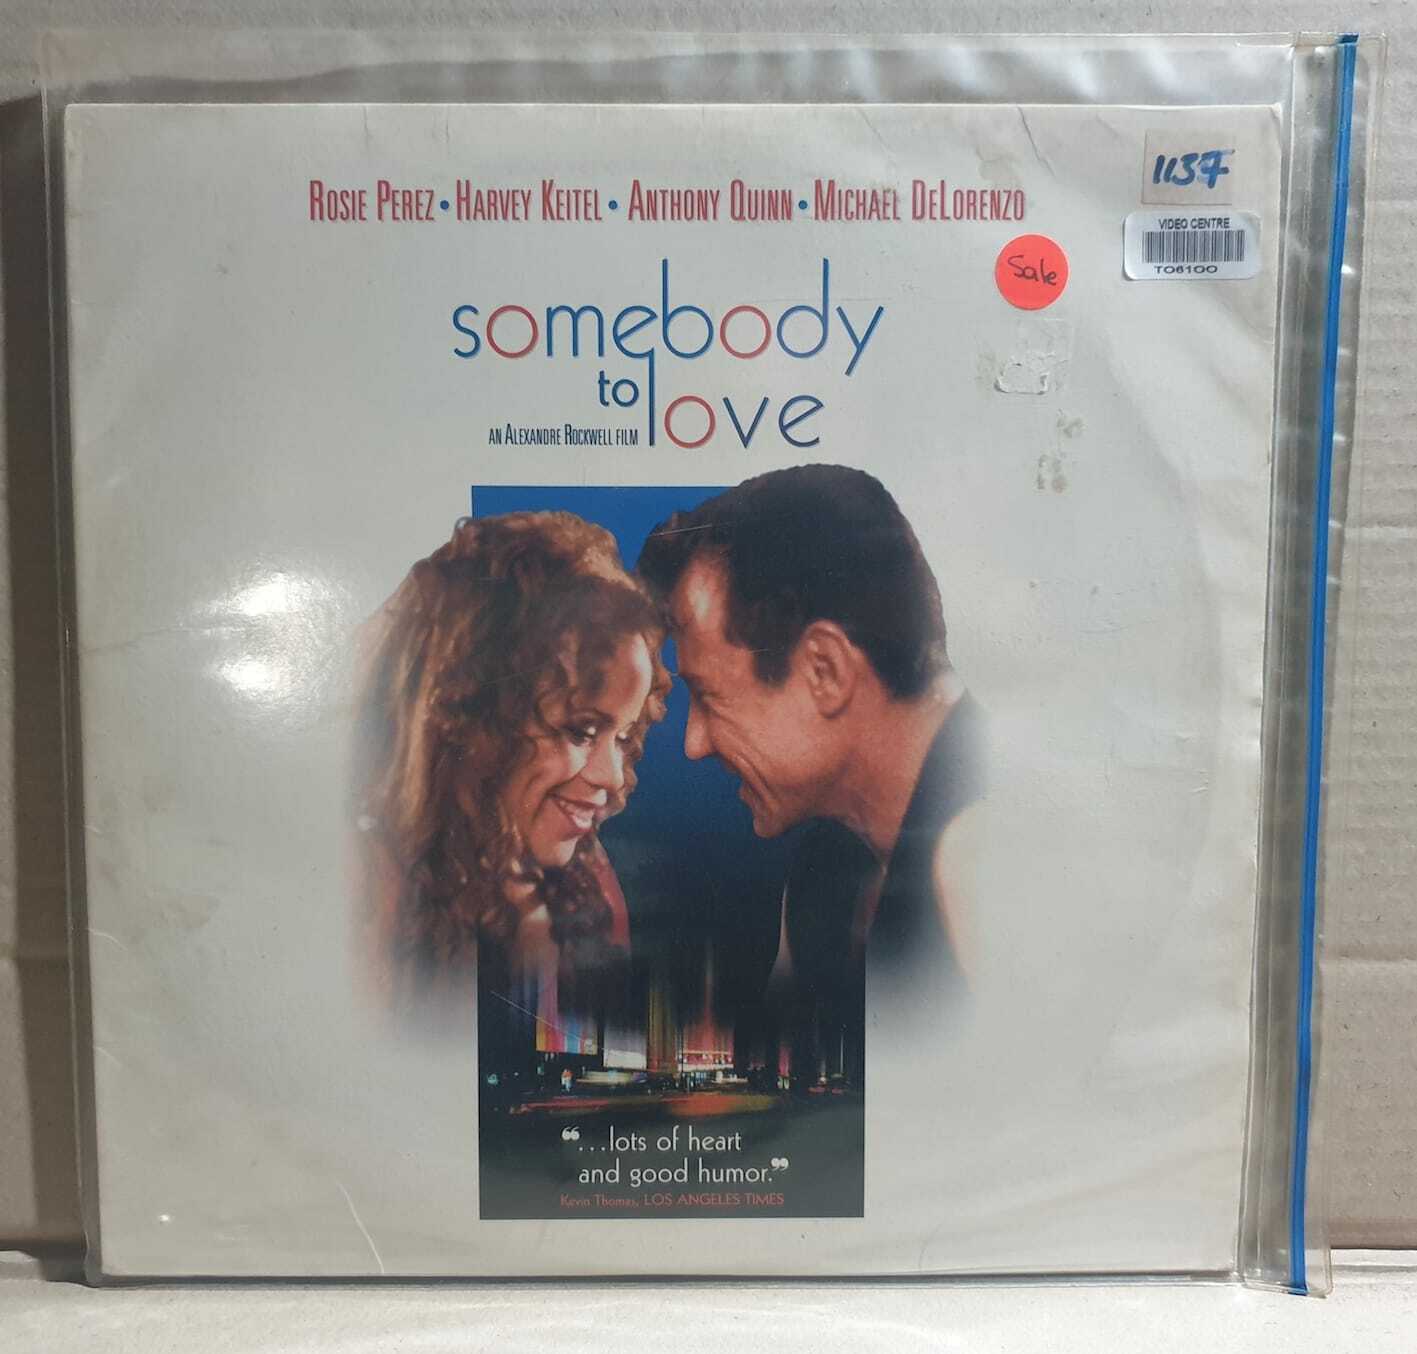 1137
VIDEO CENTRE
TO6100
ROSIE PEREZ • HARVEY KEITEL • ANTHONY QUINN • MICHAEL DELORENZO
Sale
somebody
to love
AN ALEXANDRE ROCKWELL FILM
“...lots of heart
and good humor.”
Kevin Thomas, LOS ANGELES TIMES